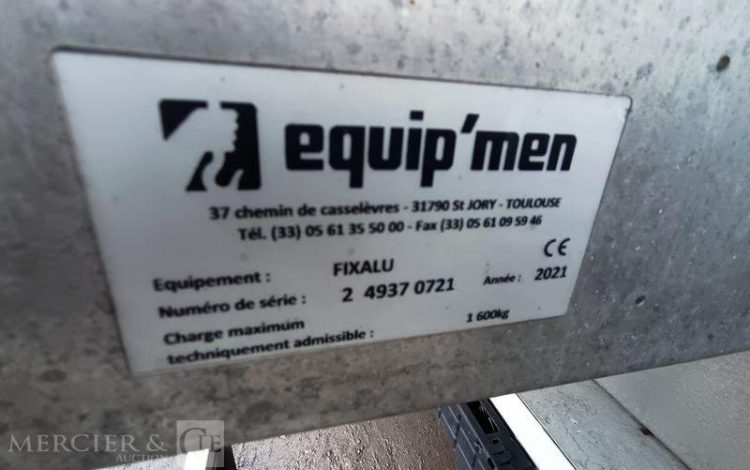 equip'men
37 chemin de casselèvres - 31790 St JORY - TOULOUSE
Tél. (33) 05 61 35 50 00 - Fax (33) 05 61 09 59 46
CE
Equipement : FIXALU
Numéro de série : 2 4937 0721 Année : 2021
Charge maximum
techniquement admissible : 1 600kg
MERCIER & CIE
AUCTION